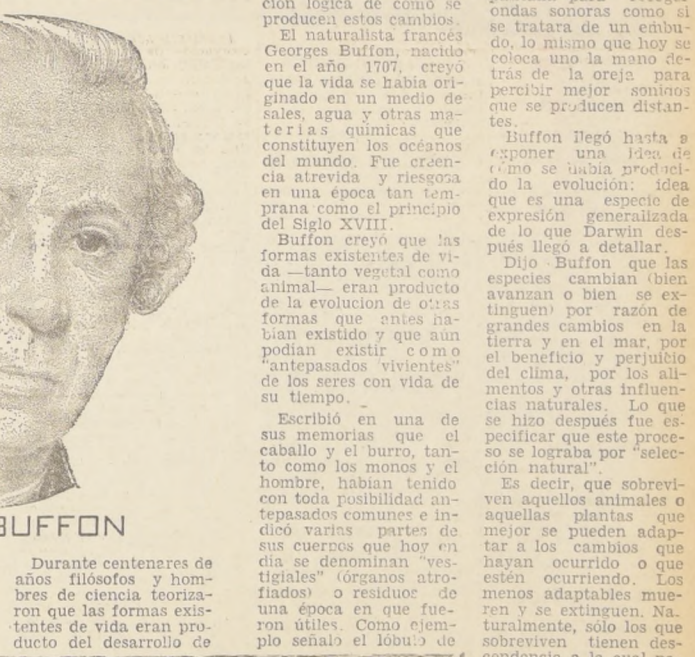 BUFFON
Durante centenares de
años filósofos y hom-
bres de ciencia teoriza-
ron que las formas exis-
tentes de vida eran pro-
ducto del desarrollo de
ción lógica de cómo se
producen estos cambios.
El naturalista francés
Georges Buffon, nacido
en el año 1707, creyó
que la vida se había ori-
ginado en un medio de
sales, agua y otras ma-
terias químicas que
constituyen los océanos
del mundo. Fue creen-
cia atrevida y riesgosa
en una época tan tem-
prana como el principio
del Siglo XVIII.
Buffon creyó que las
formas existentes de vi-
da —tanto vegetal como
animal— eran producto
de la evolucion de otras
formas que antes ha-
bían existido y que aún
podían existir como
"antepasados vivientes"
de los seres con vida de
su tiempo.
Escribió en una de
sus memorias que el
caballo y el burro, tan-
to como los monos y el
hombre, habían tenido
con toda posibilidad an-
tepasados comunes e in-
dicó varias partes de
sus cuerpos que hoy en
día se denominan "ves-
tigiales" (órganos atro-
fiados) o residuos de
una época en que fue-
ron útiles. Como ejem-
plo señalo el lóbulo de
ondas sonoras como si
se tratara de un embu-
do, lo mismo que hoy se
coloca uno la mano de-
trás de la oreja para
percibir mejor sonidos
que se producen distan-
tes.
Buffon llegó hasta a
exponer una idea de
cómo se había produci-
do la evolución: idea
que es una especie de
expresión generalizada
de lo que Darwin des-
pués llegó a detallar.
Dijo Buffon que las
especies cambian (bien
avanzan o bien se ex-
tinguen) por razón de
grandes cambios en la
tierra y en el mar, por
el beneficio y perjuicio
del clima, por los ali-
mentos y otras influen-
cias naturales. Lo que
se hizo después fue es-
pecificar que este proce-
so se lograba por "selec-
ción natural".
Es decir, que sobrevi-
ven aquellos animales o
aquellas plantas que
mejor se pueden adap-
tar a los cambios que
hayan ocurrido o que
estén ocurriendo. Los
menos adaptables mue-
ren y se extinguen. Na-
turalmente, sólo los que
sobreviven tienen des-